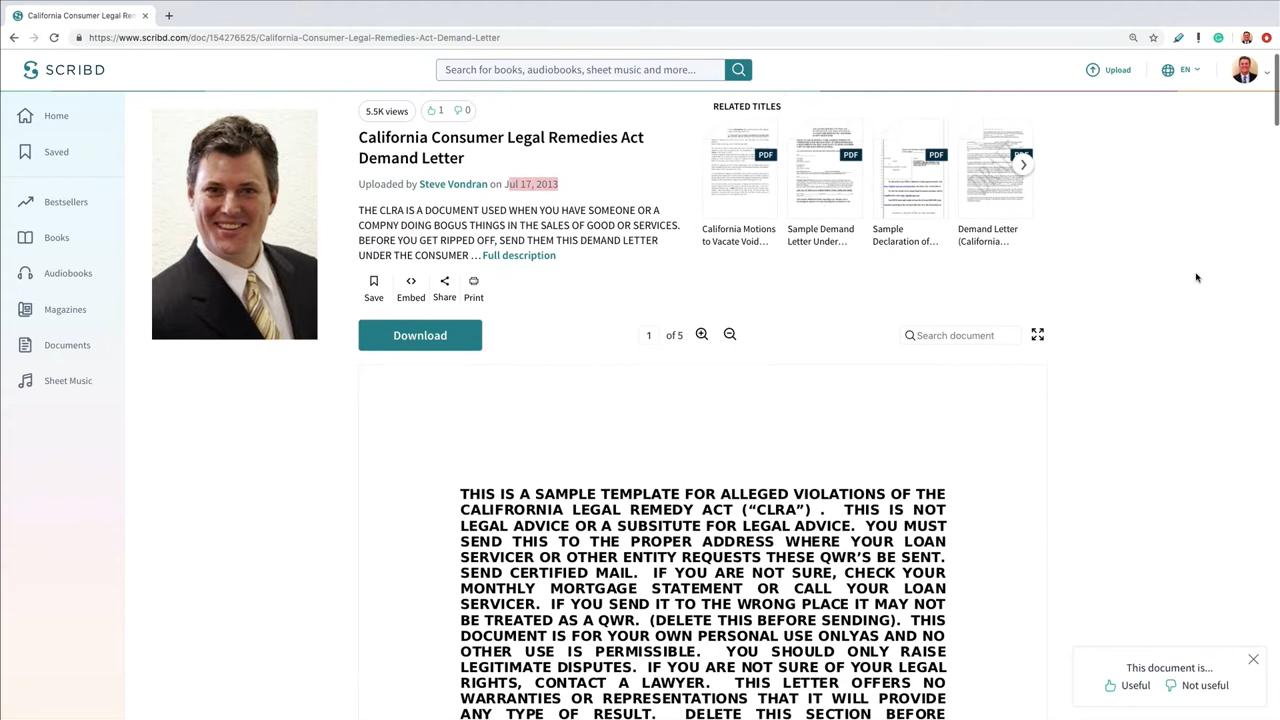 California Consumer Legal Rem
https://www.scribd.com/doc/154276525/California-Consumer-Legal-Remedies-Act-Demand-Letter
SCRIBD
Search for books, audiobooks, sheet music and more...
Upload
EN
Home
Saved
Bestsellers
Books
Audiobooks
Magazines
Documents
Sheet Music
5.5K views
1
0
California Consumer Legal Remedies Act
Demand Letter
Uploaded by Steve Vondran on Jul 17, 2013
THE CLRA IS A DOCUMENT TO
WHEN YOU HAVE SOMEONE OR A
COMPNY DOING BOGUS THINGS IN THE SALES OF GOOD OR SERVICES.
BEFORE YOU GET RIPPED OFF, SEND THEM THIS DEMAND LETTER
UNDER THE CONSUMER ... Full description
Save
Embed
Share
Print
RELATED TITLES
PDF
PDF
PDF
PDF
California Motions
to Vacate Void...
Sample Demand
Letter Under...
Sample
Declaration of...
Demand Letter
(California...
Download
1 of 5
Search document
THIS IS A SAMPLE TEMPLATE FOR ALLEGED VIOLATIONS OF THE
CALIFRORNIA LEGAL REMEDY ACT (“CLRA”) . THIS IS NOT
LEGAL ADVICE OR A SUBSITUTE FOR LEGAL ADVICE. YOU MUST
SEND THIS TO THE PROPER ADDRESS WHERE YOUR LOAN
SERVICER OR OTHER ENTITY REQUESTS THESE QWR’S BE SENT.
SEND CERTIFIED MAIL. IF YOU ARE NOT SURE, CHECK YOUR
MONTHLY MORTGAGE STATEMENT OR CALL YOUR LOAN
SERVICER. IF YOU SEND IT TO THE WRONG PLACE IT MAY NOT
BE TREATED AS A QWR. (DELETE THIS BEFORE SENDING). THIS
DOCUMENT IS FOR YOUR OWN PERSONAL USE ONLYAS AND NO
OTHER USE IS PERMISSIBLE. YOU SHOULD ONLY RAISE
LEGITIMATE DISPUTES. IF YOU ARE NOT SURE OF YOUR LEGAL
RIGHTS, CONTACT A LAWYER. THIS LETTER OFFERS NO
WARRANTIES OR REPRESENTATIONS THAT IT WILL PROVIDE
ANY TYPE OF RESULT. DELETE THIS SECTION BEFORE
This document is...
Useful
Not useful